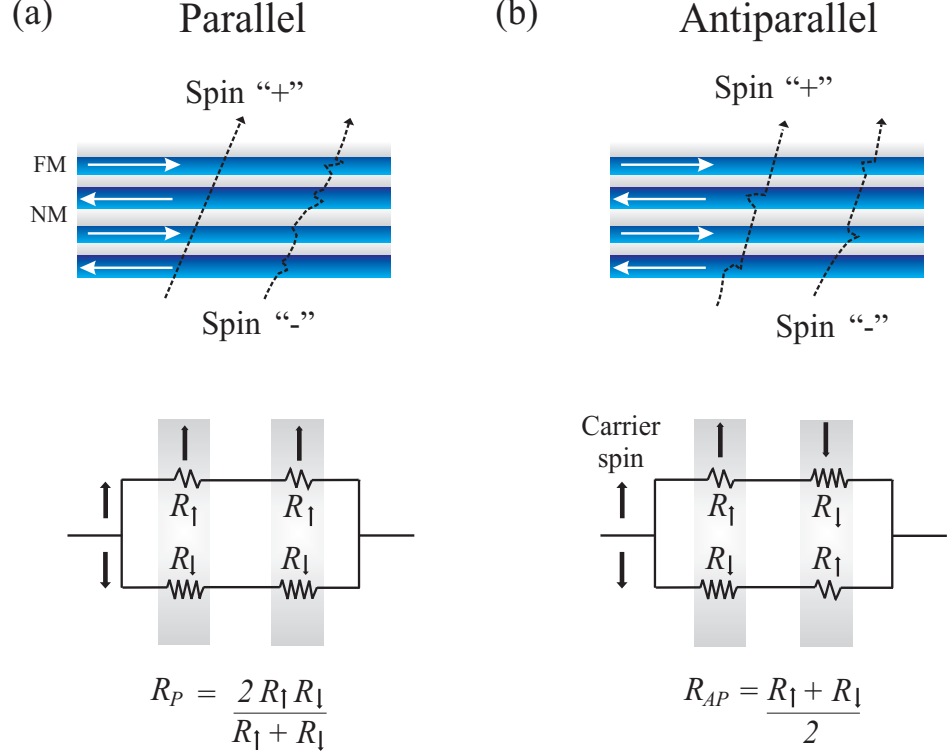 (a) Parallel
Spin “+”
FM
NM
Spin “-”
R↑ R↑
R↓ R↓
R_P = 2 R↑ R↓ / R↑ + R↓
(b) Antiparallel
Spin “+”
Spin “-”
Carrier
spin
R↑ R↓
R↓ R↑
R_AP = R↑ + R↓ / 2